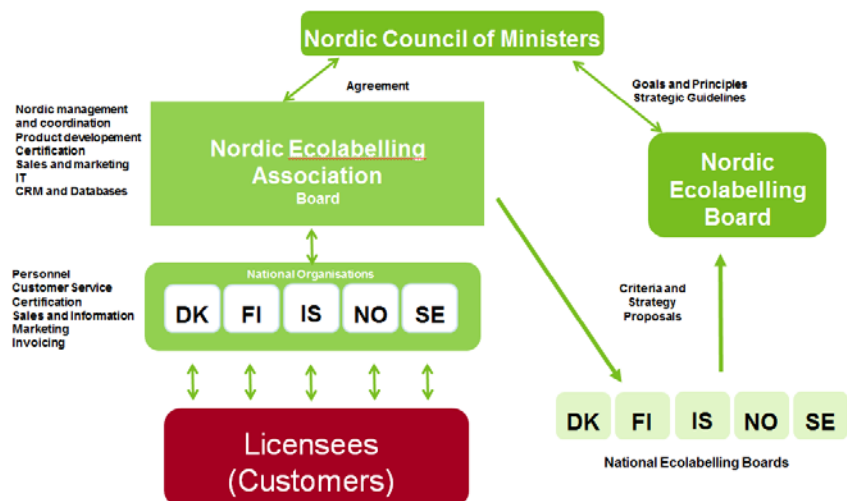 Nordic Council of Ministers
Agreement
Goals and Principles
Strategic Guidelines
Nordic management
and coordination
Product developement
Certification
Sales and marketing
IT
CRM and Databases
Nordic Ecolabelling
Association
Board
Nordic
Ecolabelling
Board
Personnel
Customer Service
Certification
Sales and Information
Marketing
Invoicing
National Organisations
DK FI IS NO SE
Criteria and
Strategy
Proposals
Licensees
(Customers)
DK FI IS NO SE
National Ecolabelling Boards